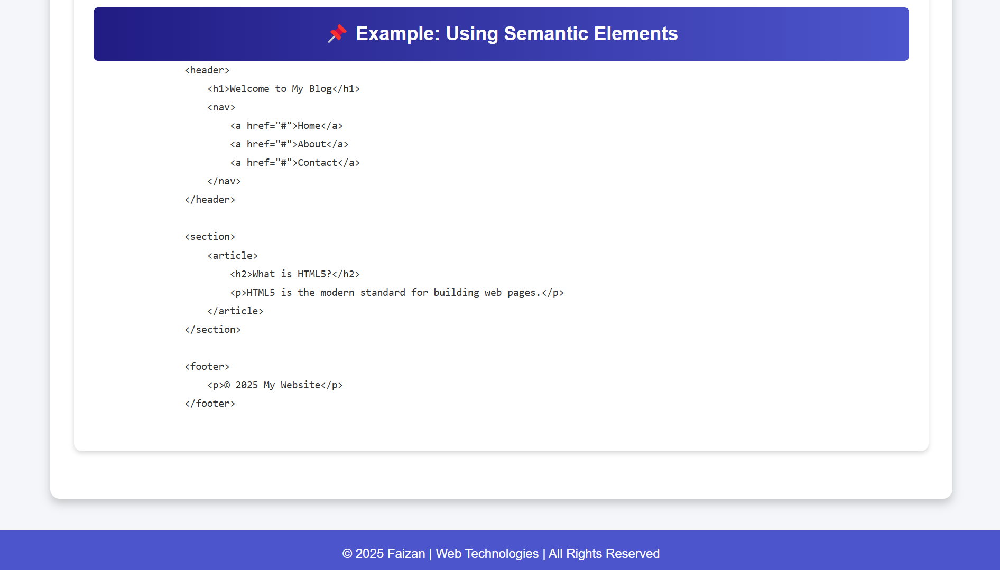 📌 Example: Using Semantic Elements
<header>
    <h1>Welcome to My Blog</h1>
    <nav>
        <a href="#">Home</a>
        <a href="#">About</a>
        <a href="#">Contact</a>
    </nav>
</header>

<section>
    <article>
        <h2>What is HTML5?</h2>
        <p>HTML5 is the modern standard for building web pages.</p>
    </article>
</section>

<footer>
    <p>© 2025 My Website</p>
</footer>
© 2025 Faizan | Web Technologies | All Rights Reserved